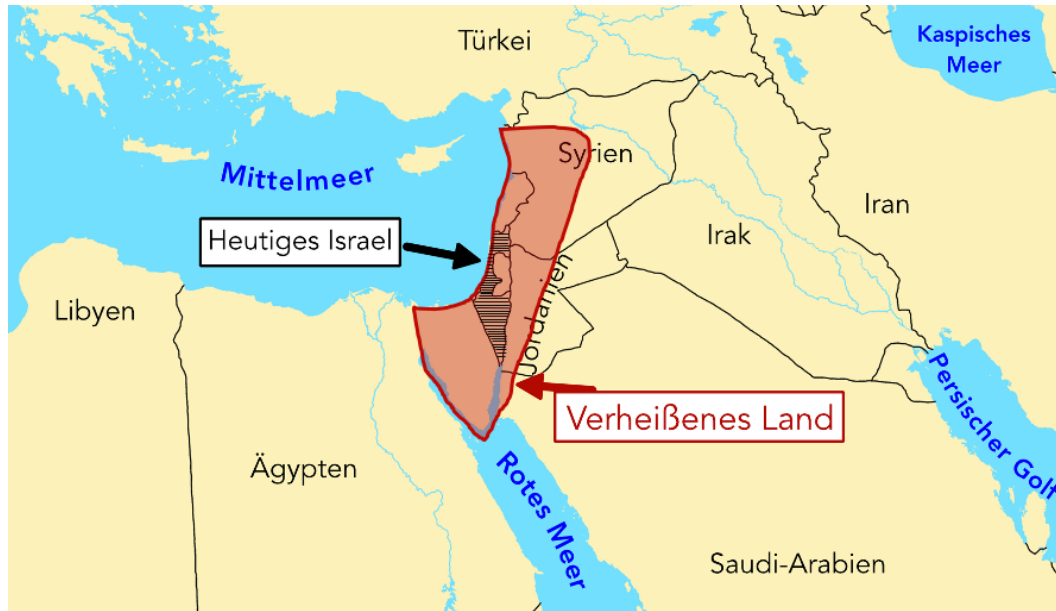 Türkei
Kaspisches
Meer
Syrien
Mittelmeer
Iran
Irak
Heutiges Israel
Jordanien
Libyen
Verheißenes Land
Persischer Golf
Ägypten
Rotes Meer
Saudi-Arabien